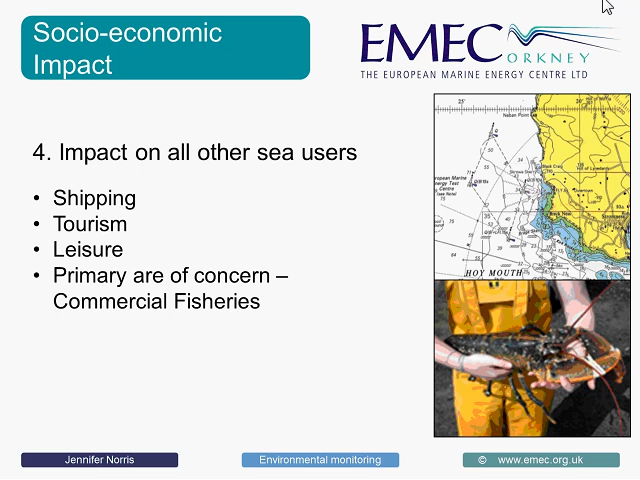 Socio-economic
Impact
EMEC
ORKNEY
THE EUROPEAN MARINE ENERGY CENTRE LTD
4. Impact on all other sea users
• Shipping
• Tourism
• Leisure
• Primary are of concern –
Commercial Fisheries
HOY MOUTH
Jennifer Norris
Environmental monitoring
© www.emec.org.uk